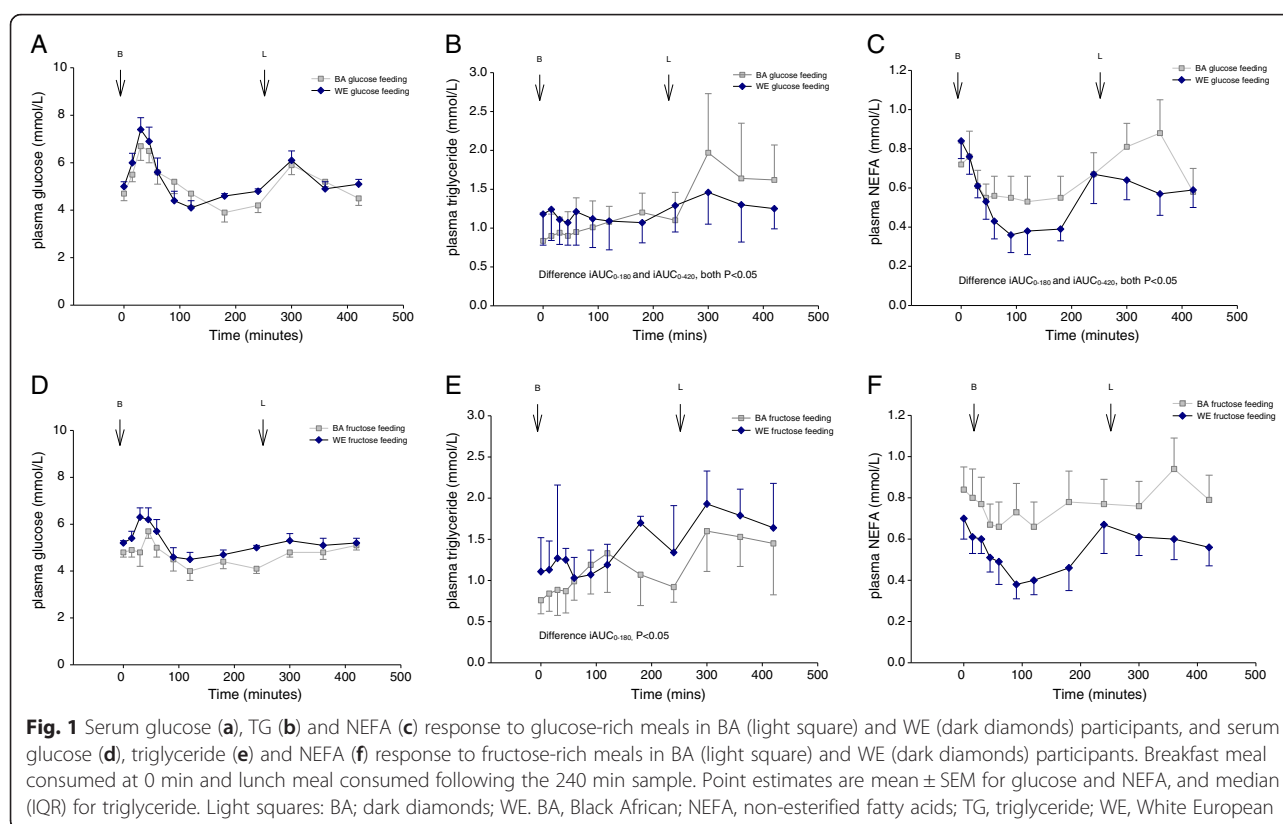 A
B
L
BA glucose feeding
WE glucose feeding
plasma glucose (mmol/L)
10
8
6
4
2
0
0
100
200
300
400
500
Time (minutes)
B
B
L
BA glucose feeding
WE glucose feeding
plasma triglyceride (mmol/L)
3.0
2.5
2.0
1.5
1.0
0.5
0.0
Difference iAUC0-180 and iAUC0-420, both P<0.05
0
100
200
300
400
500
Time (mins)
C
B
L
BA glucose feeding
WE glucose feeding
plasma NEFA (mmol/L)
1.2
1.0
0.8
0.6
0.4
0.2
0.0
Difference iAUC0-180 and iAUC0-420, both P<0.05
0
100
200
300
400
500
Time (minutes)
D
B
L
BA fructose feeding
WE fructose feeding
plasma glucose (mmol/L)
10
8
6
4
2
0
0
100
200
300
400
500
Time (minutes)
E
B
L
BA fructose feeding
WE fructose feeding
plasma triglyceride (mmol/L)
3.0
2.5
2.0
1.5
1.0
0.5
0.0
Difference iAUC0-180, P<0.05
0
100
200
300
400
500
Time (mins)
F
B
L
BA fructose feeding
WE fructose feeding
plasma NEFA (mmol/L)
1.2
1.0
0.8
0.6
0.4
0.2
0.0
0
100
200
300
400
500
Time (minutes)
Fig. 1 Serum glucose (a), TG (b) and NEFA (c) response to glucose-rich meals in BA (light square) and WE (dark diamonds) participants, and serum
glucose (d), triglyceride (e) and NEFA (f) response to fructose-rich meals in BA (light square) and WE (dark diamonds) participants. Breakfast meal
consumed at 0 min and lunch meal consumed following the 240 min sample. Point estimates are mean ± SEM for glucose and NEFA, and median
(IQR) for triglyceride. Light squares: BA; dark diamonds; WE. BA, Black African; NEFA, non-esterified fatty acids; TG, triglyceride; WE, White European